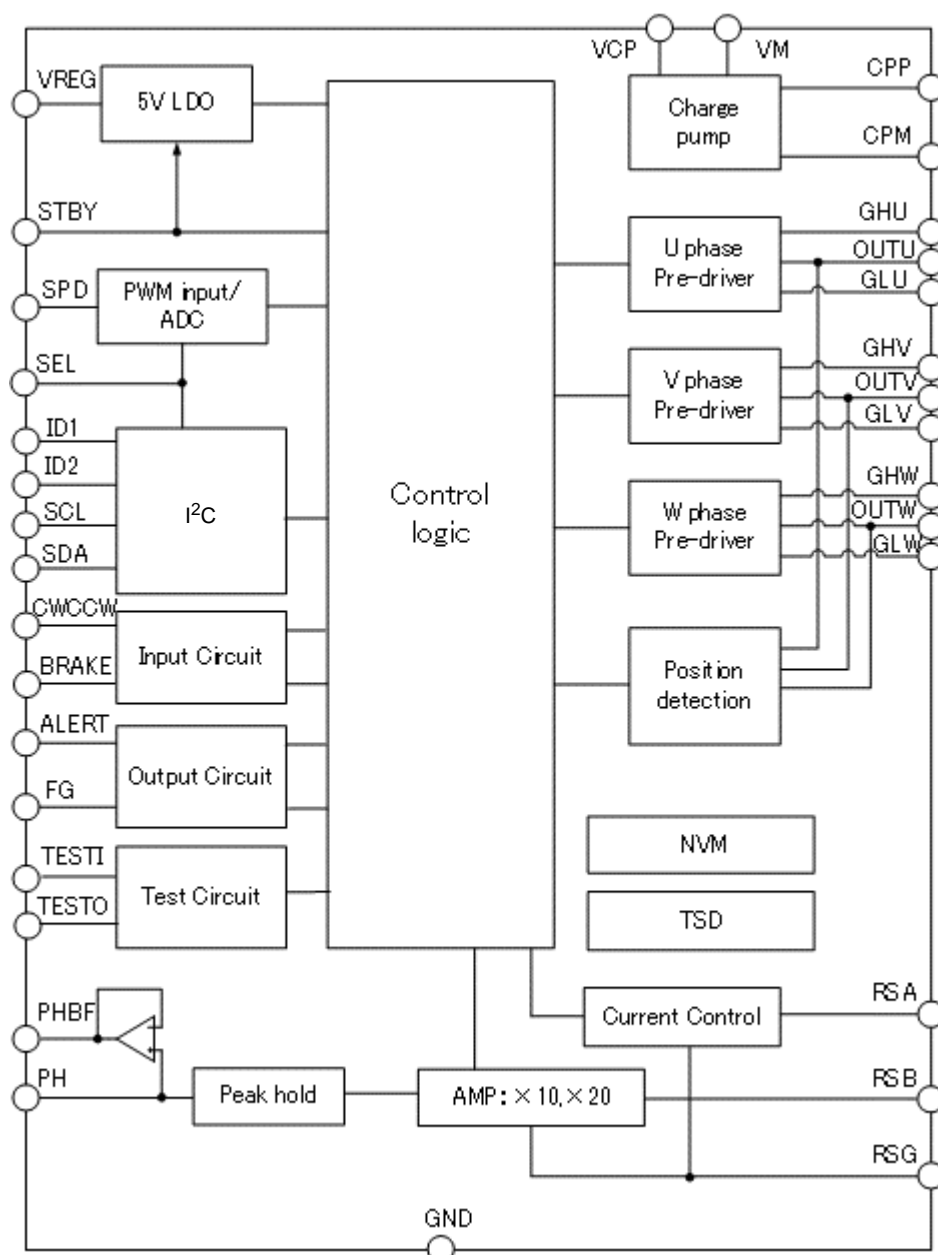 VCP
VM
VREG
5V LDO
Charge
pump
CPP
CPM
STBY
GHU
U phase
Pre-driver
OUTU
GLU
SPD
PWM input/
ADC
SEL
GHV
V phase
Pre-driver
OUTV
GLV
ID1
ID2
SCL
SDA
I²C
Control
logic
GHW
W phase
Pre-driver
OUTW
GLW
CWCCW
BRAKE
Input Circuit
Position
detection
ALERT
FG
Output Circuit
NVM
TESTI
TESTO
Test Circuit
TSD
PHBF
PH
Peak hold
Current Control
RSA
AMP: ×10,×20
RSB
RSG
GND